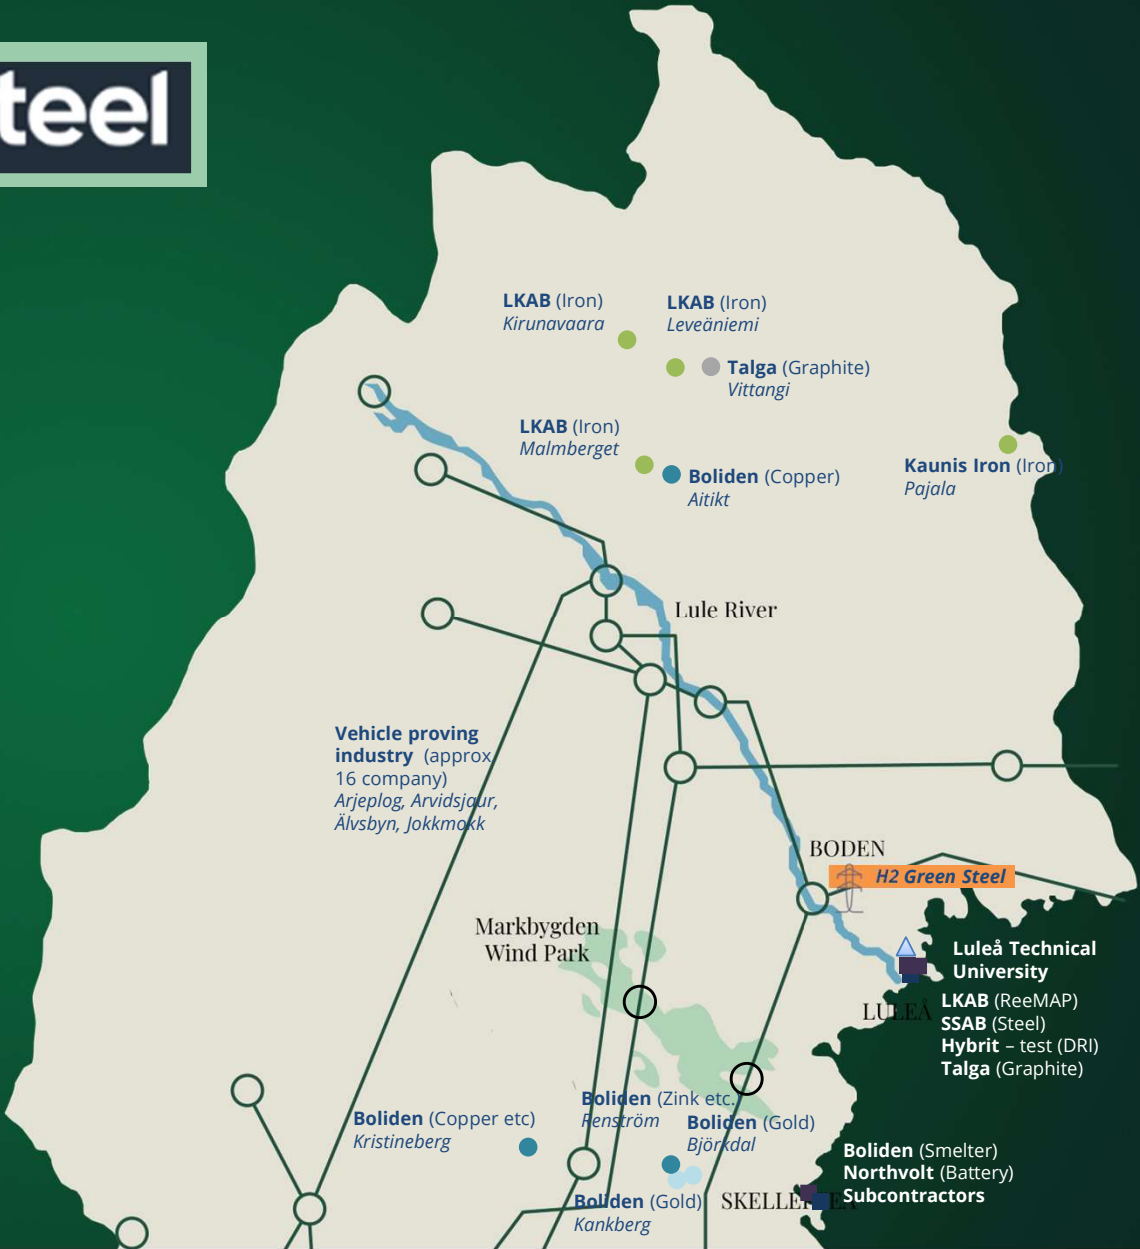 teel
LKAB (Iron)
Kirunavaara
LKAB (Iron)
Leveäniemi
Talga (Graphite)
Vittangi
LKAB (Iron)
Malmberget
Boliden (Copper)
Aitikt
Kaunis Iron (Iron)
Pajala
Lule River
Vehicle proving
industry (approx.
16 company)
Arjeplog, Arvidsjaur,
Älvsbyn, Jokkmokk
BODEN
H2 Green Steel
Markbygden
Wind Park
Luleå Technical
University
LULEÅ
LKAB (ReeMAP)
SSAB (Steel)
Hybrit – test (DRI)
Talga (Graphite)
Boliden (Zink etc.)
Renström
Boliden (Copper etc)
Kristineberg
Boliden (Gold)
Björkdal
Boliden (Smelter)
Northvolt (Battery)
Subcontractors
Boliden (Gold)
Kankberg